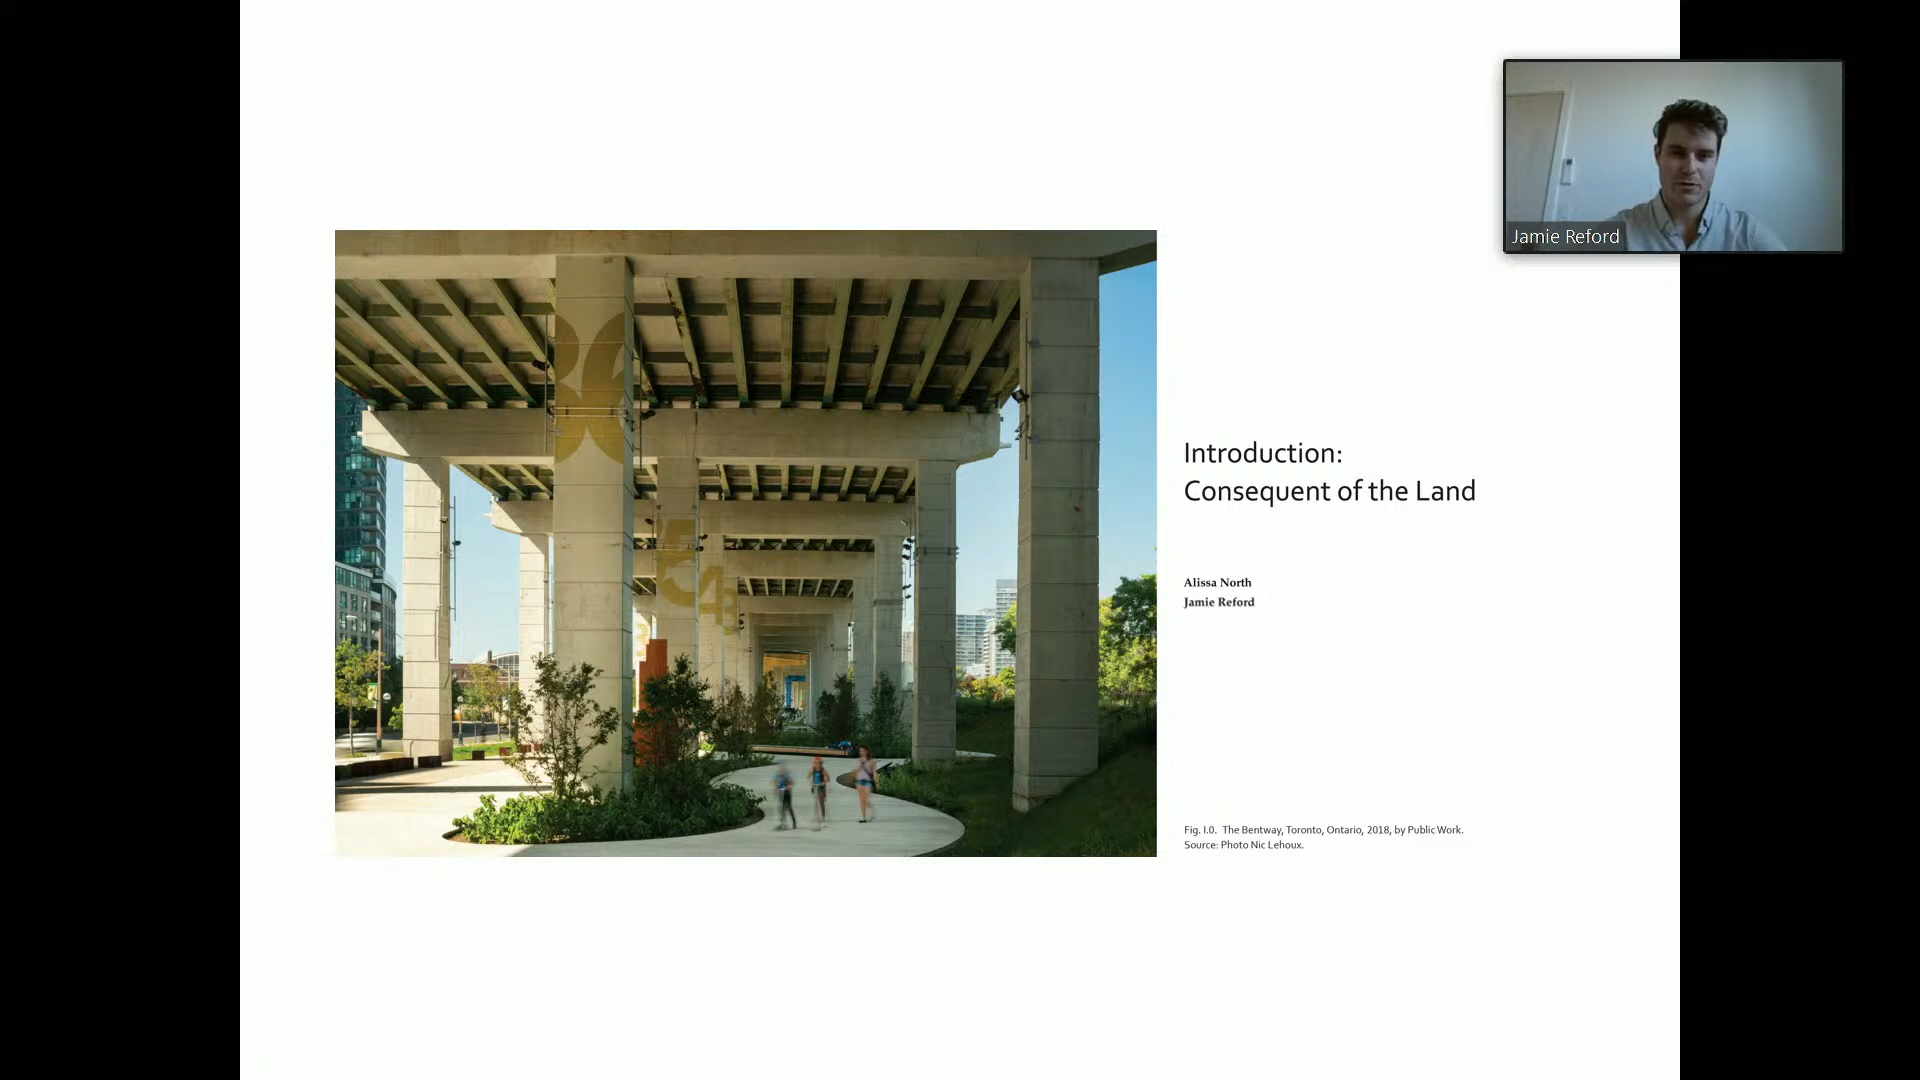 Jamie Reford
Introduction:
Consequent of the Land
Alissa North
Jamie Reford
Fig. I.0. The Bentway, Toronto, Ontario, 2018, by Public Work.
Source: Photo Nic Lehoux.